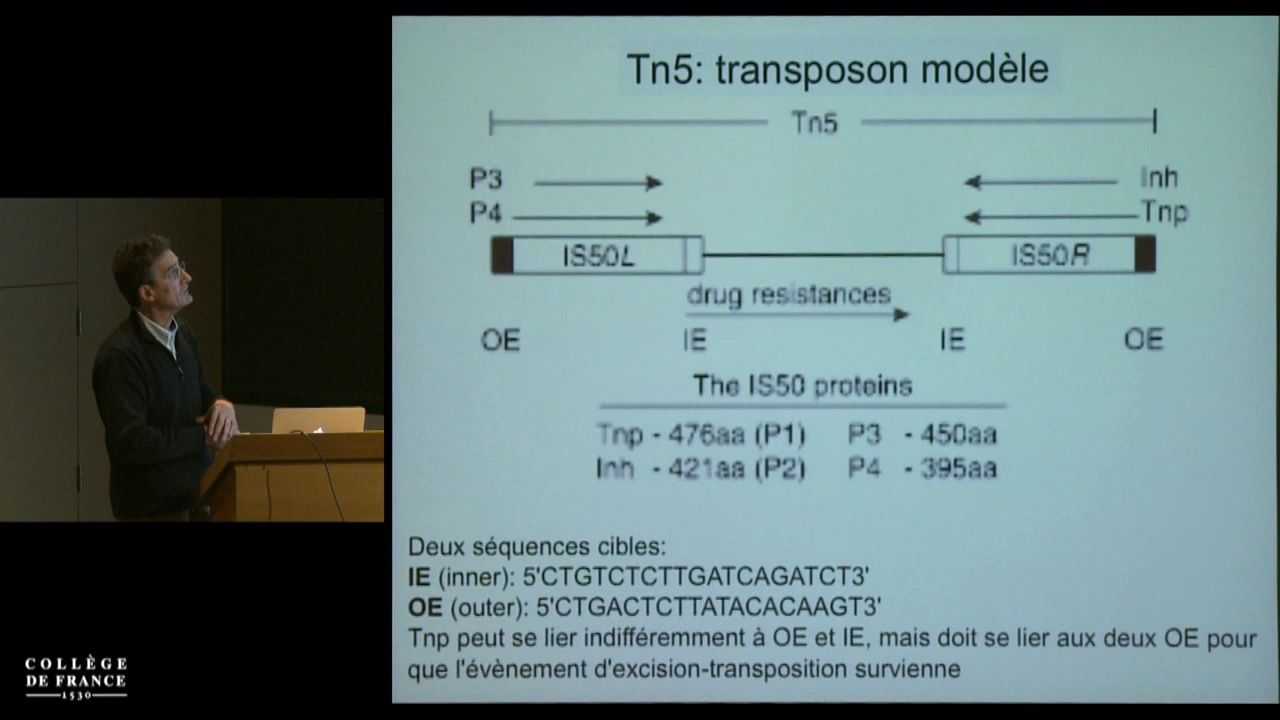 Tn5: transposon modèle
Tn5
P3
Inh
P4
Tnp
IS50L
IS50R
drug resistances
OE
IE
IE
OE
The IS50 proteins
Tnp - 476aa (P1) P3 - 450aa
Inh - 421aa (P2) P4 - 395aa
Deux séquences cibles:
IE (inner): 5'CTGTCTCTTGATCAGATCT3'
OE (outer): 5'CTGACTCTTATACACAAGT3'
Tnp peut se lier indifféremment à OE et IE, mais doit se lier aux deux OE pour
que l'évènement d'excision-transposition survienne
COLLÈGE
DE FRANCE
1530